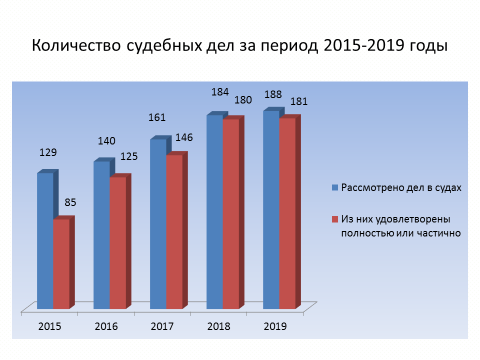 Количество судебных дел за период 2015-2019 годы
129
85
140
125
161
146
184
180
188
181
Рассмотрено дел в судах
Из них удовлетворены
полностью или частично
2015 2016 2017 2018 2019